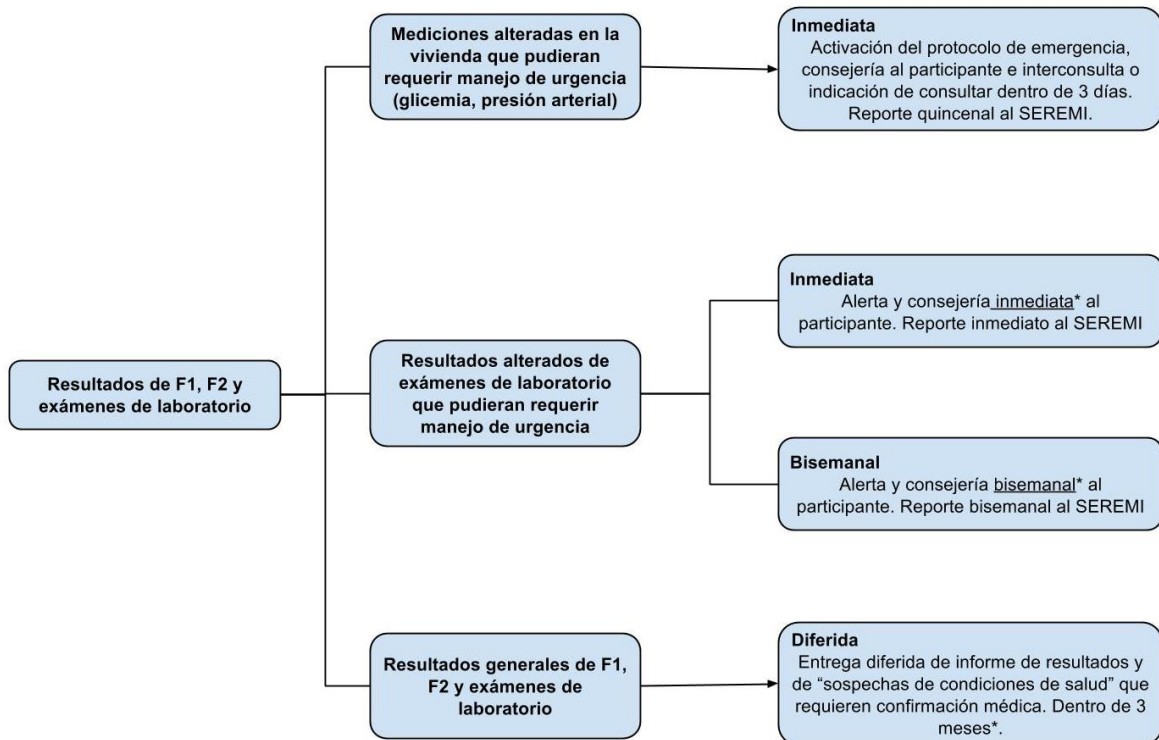 Mediciones alteradas en la
vivienda que pudieran
requerir manejo de urgencia
(glicemia, presión arterial)
Inmediata
Activación del protocolo de emergencia,
consejería al participante e interconsulta o
indicación de consultar dentro de 3 días.
Reporte quincenal al SEREMI.
Resultados de F1, F2 y
exámenes de laboratorio
Resultados alterados de
exámenes de laboratorio
que pudieran requerir
manejo de urgencia
Inmediata
Alerta y consejería inmediata* al
participante. Reporte inmediato al SEREMI
Bisemanal
Alerta y consejería bisemanal* al
participante. Reporte bisemanal al SEREMI
Resultados generales de F1,
F2 y exámenes de
laboratorio
Diferida
Entrega diferida de informe de resultados y
de “sospechas de condiciones de salud” que
requieren confirmación médica. Dentro de 3
meses*.